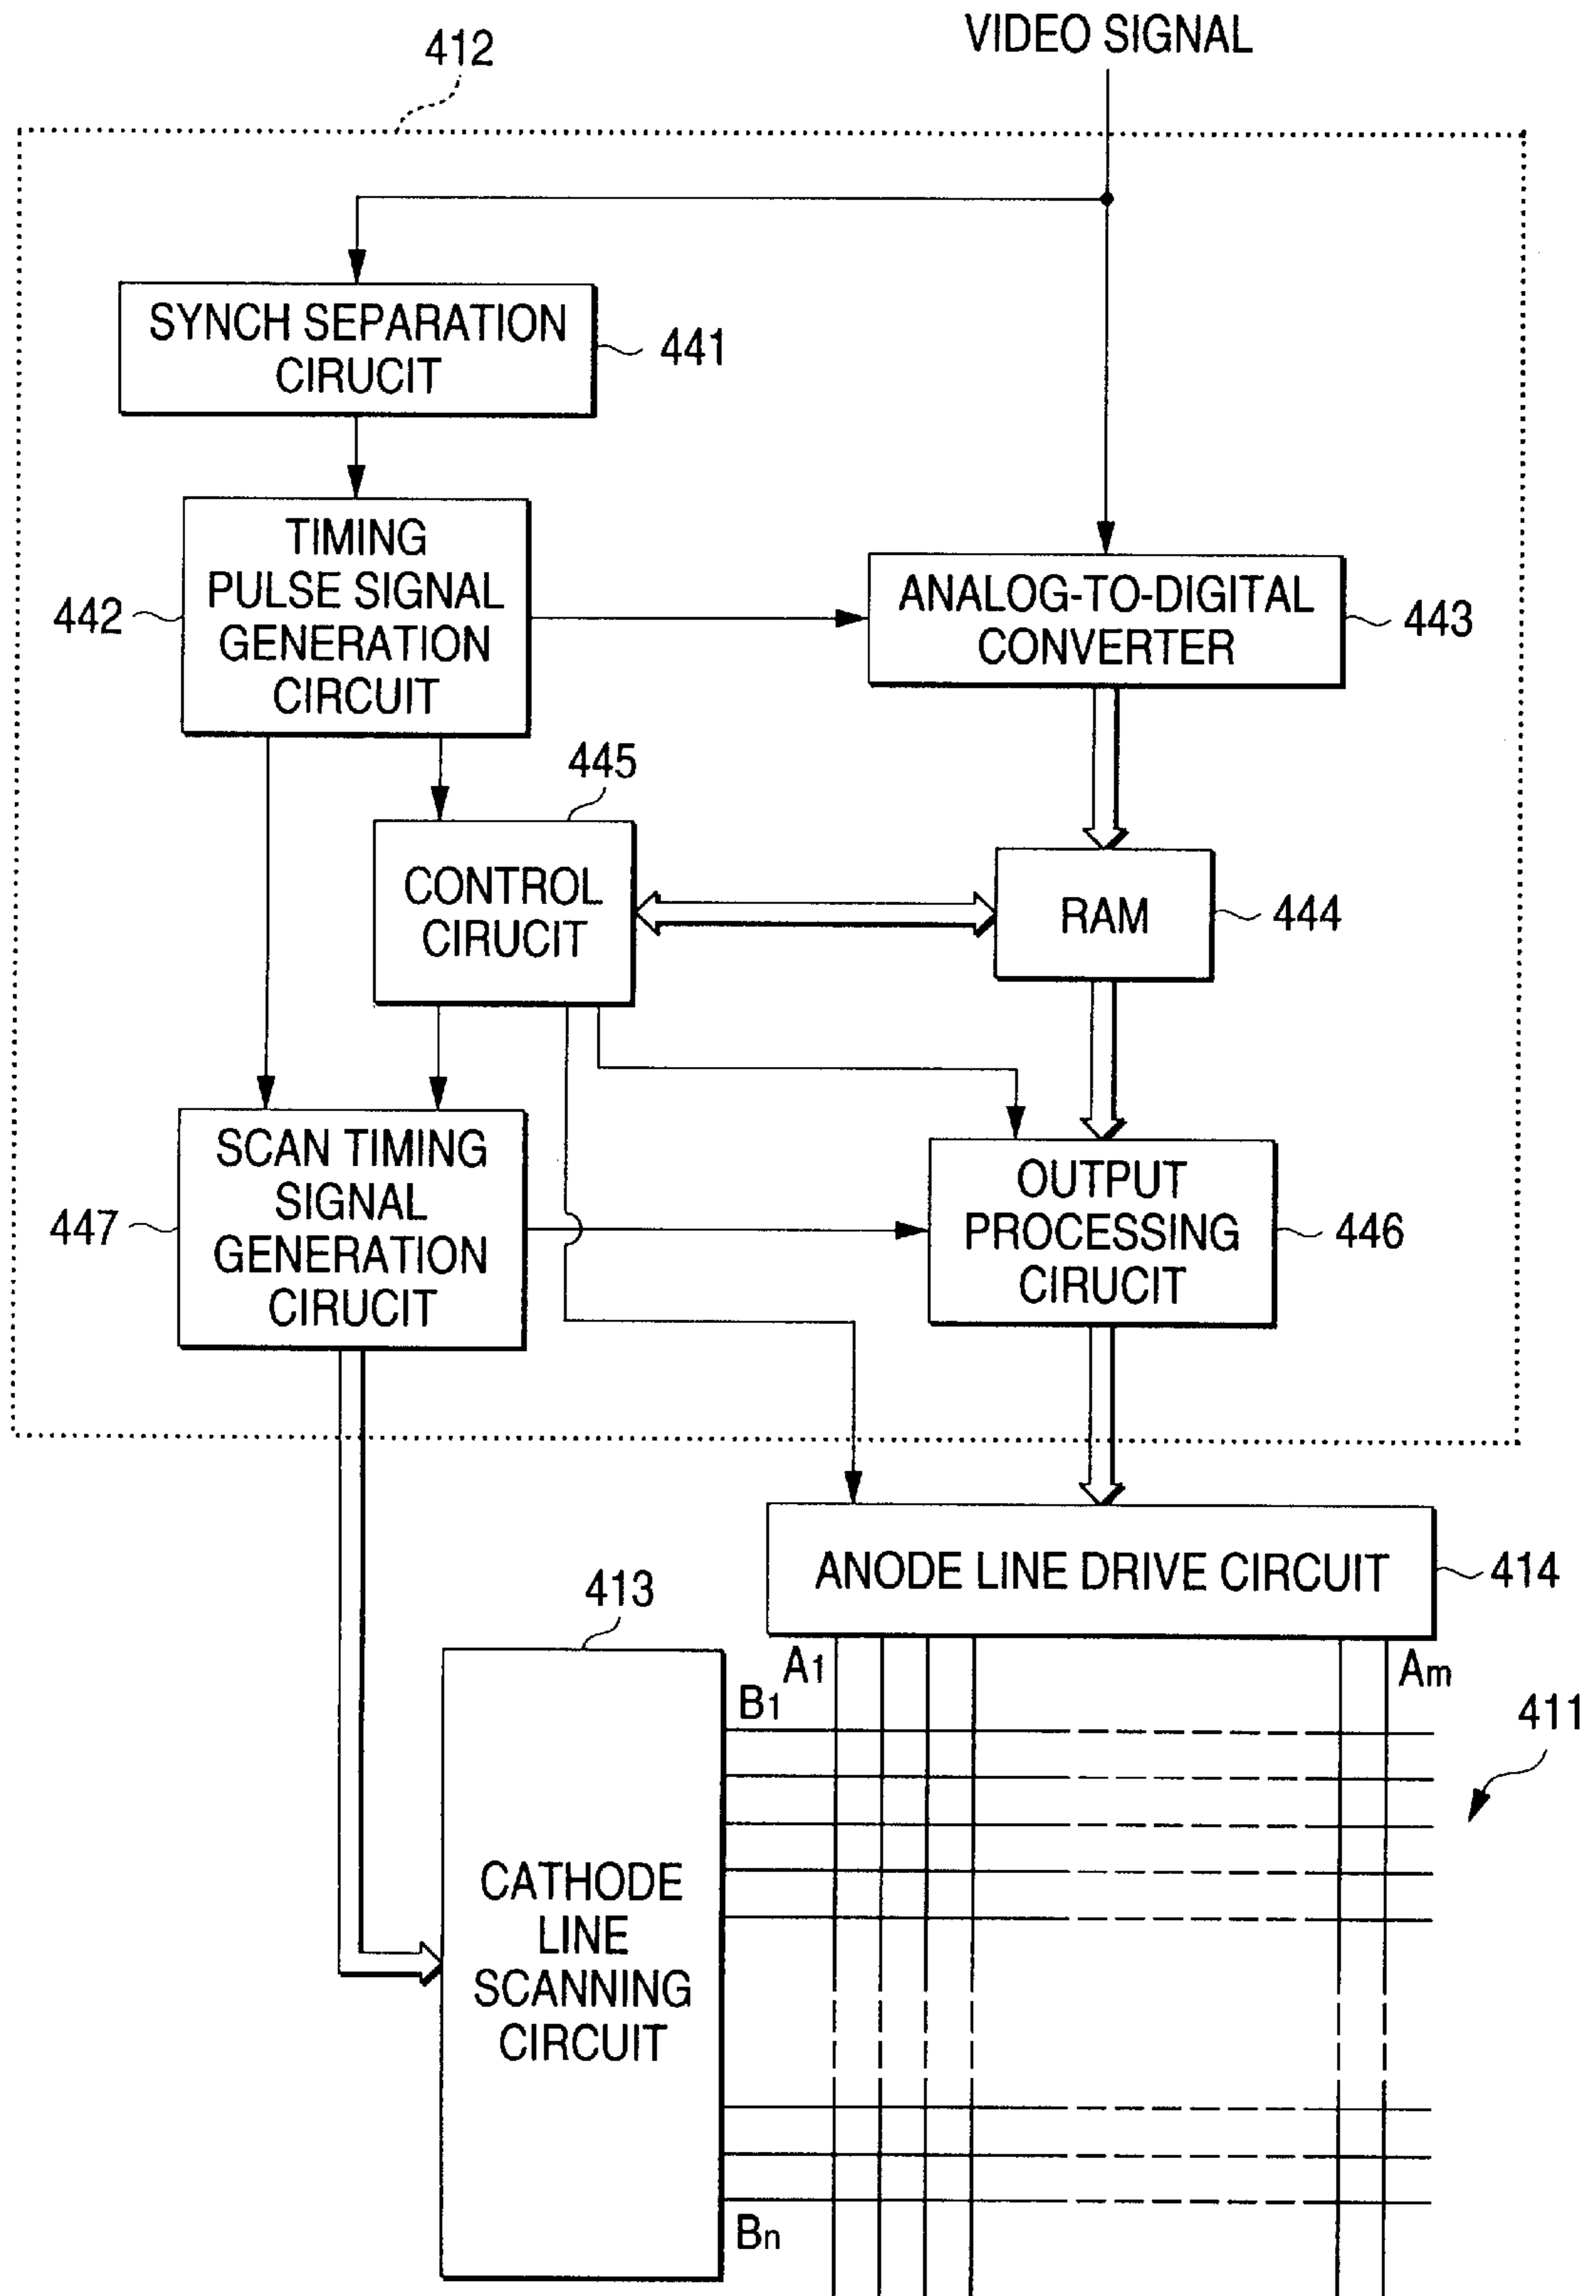 VIDEO SIGNAL
412
SYNCH SEPARATION
CIRUCIT
441
TIMING
PULSE SIGNAL
GENERATION
CIRCUIT
442
ANALOG-TO-DIGITAL
CONVERTER
443
445
CONTROL
CIRUCIT
RAM
444
SCAN TIMING
SIGNAL
GENERATION
CIRUCIT
447
OUTPUT
PROCESSING
CIRUCIT
446
ANODE LINE DRIVE CIRCUIT
414
413
A1
Am
B1
411
CATHODE
LINE
SCANNING
CIRCUIT
Bn